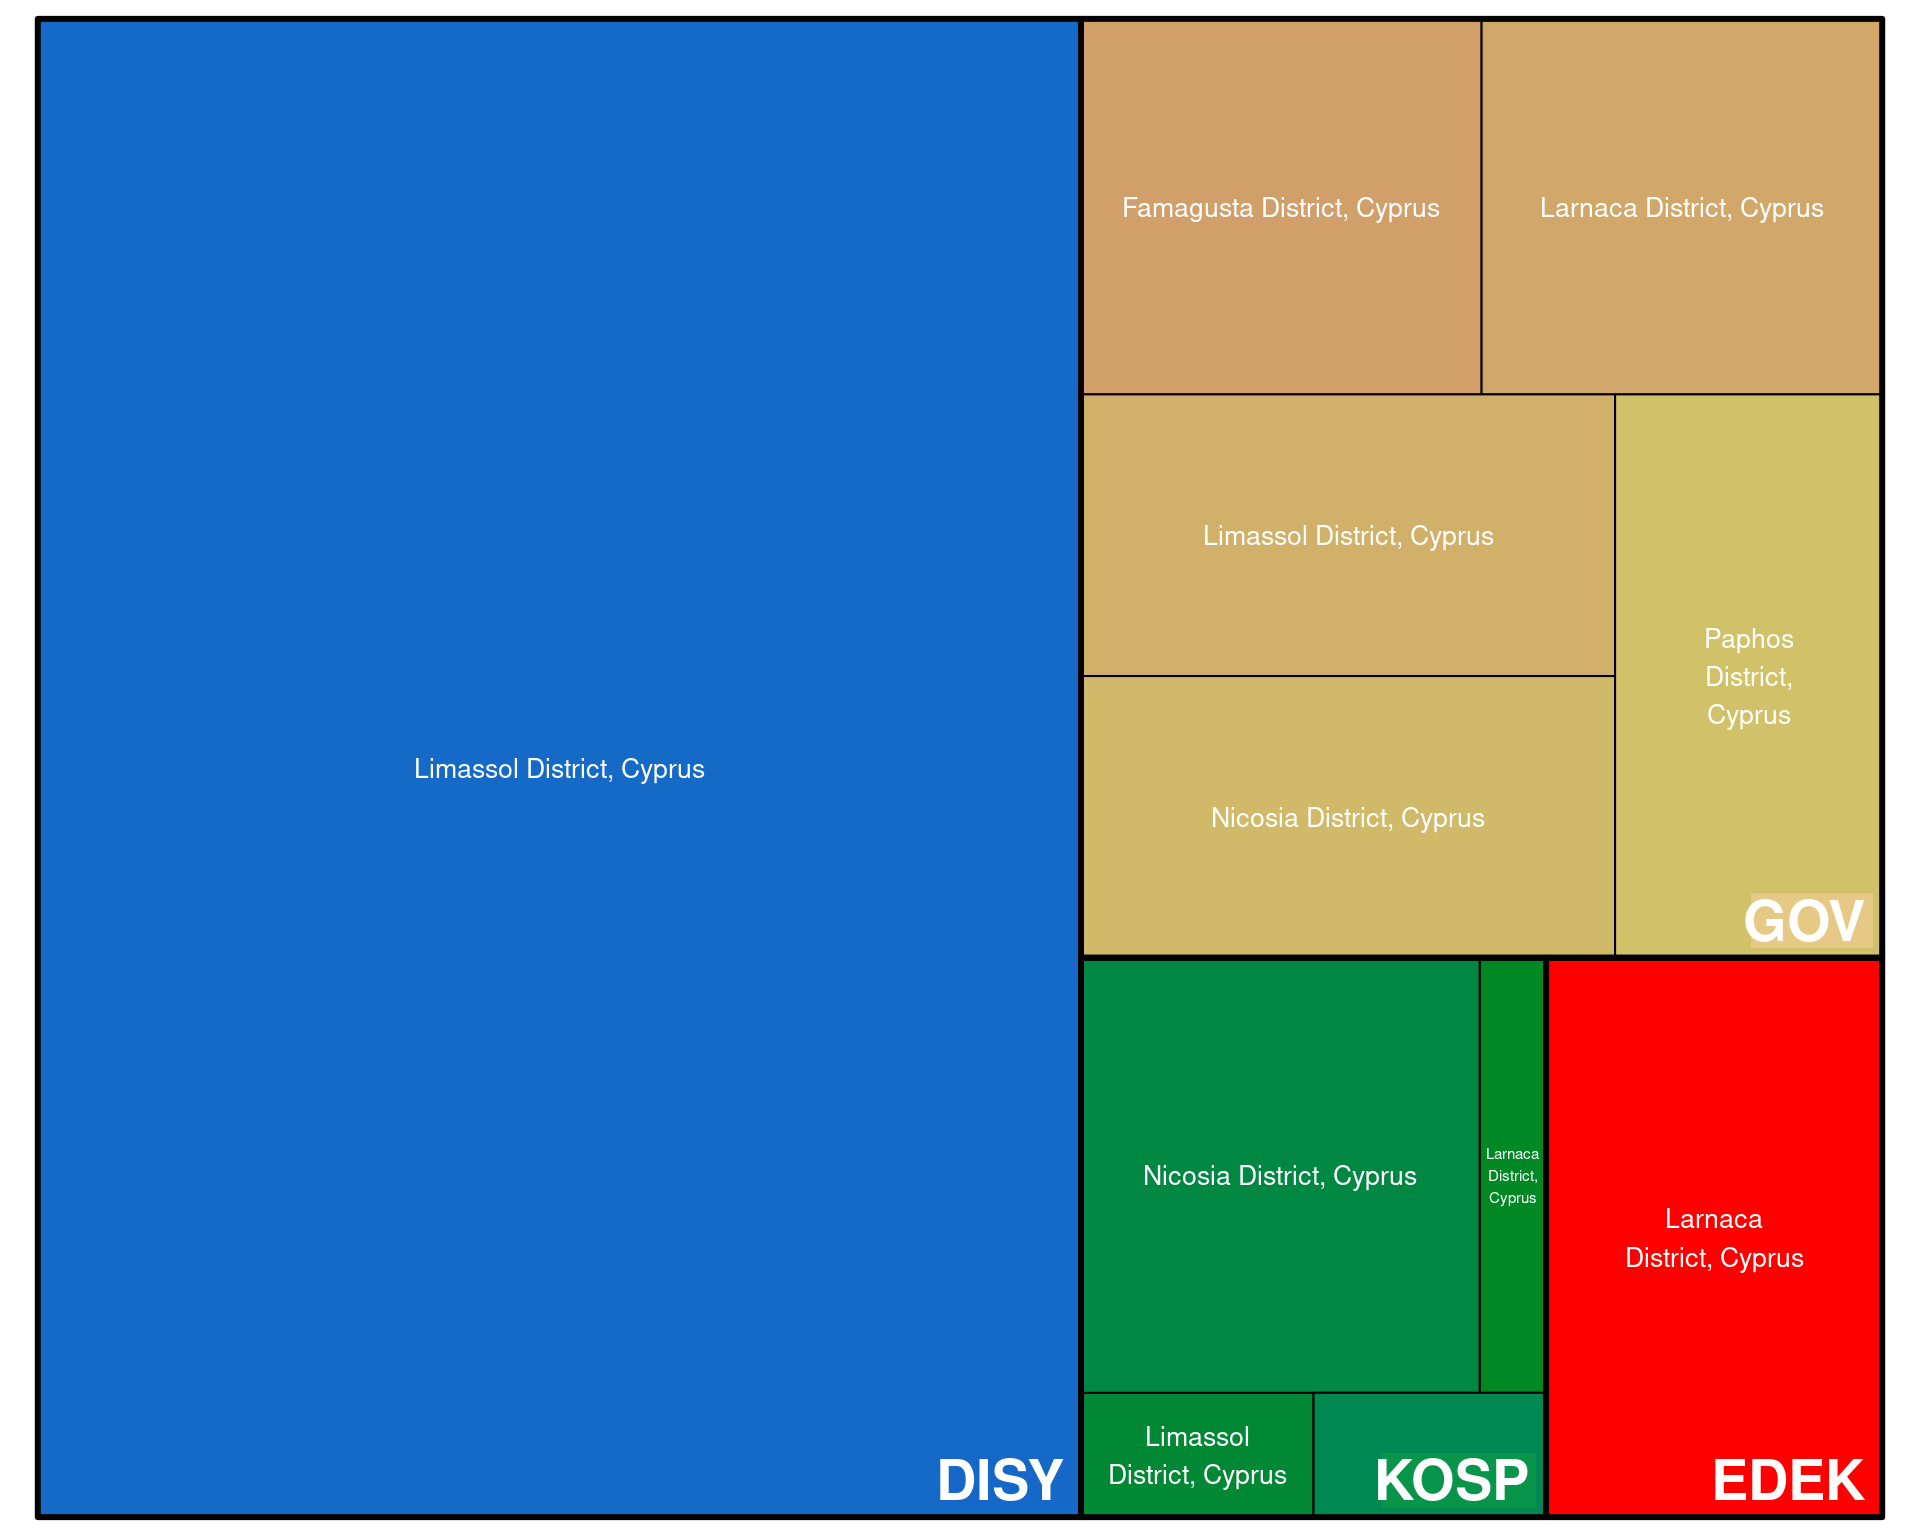 Limassol District, Cyprus
DISY
Famagusta District, Cyprus
Larnaca District, Cyprus
Limassol District, Cyprus
Nicosia District, Cyprus
Paphos
District,
Cyprus
GOV
Nicosia District, Cyprus
Larnaca
District,
Cyprus
Limassol
District, Cyprus
KOSP
Larnaca
District, Cyprus
EDEK